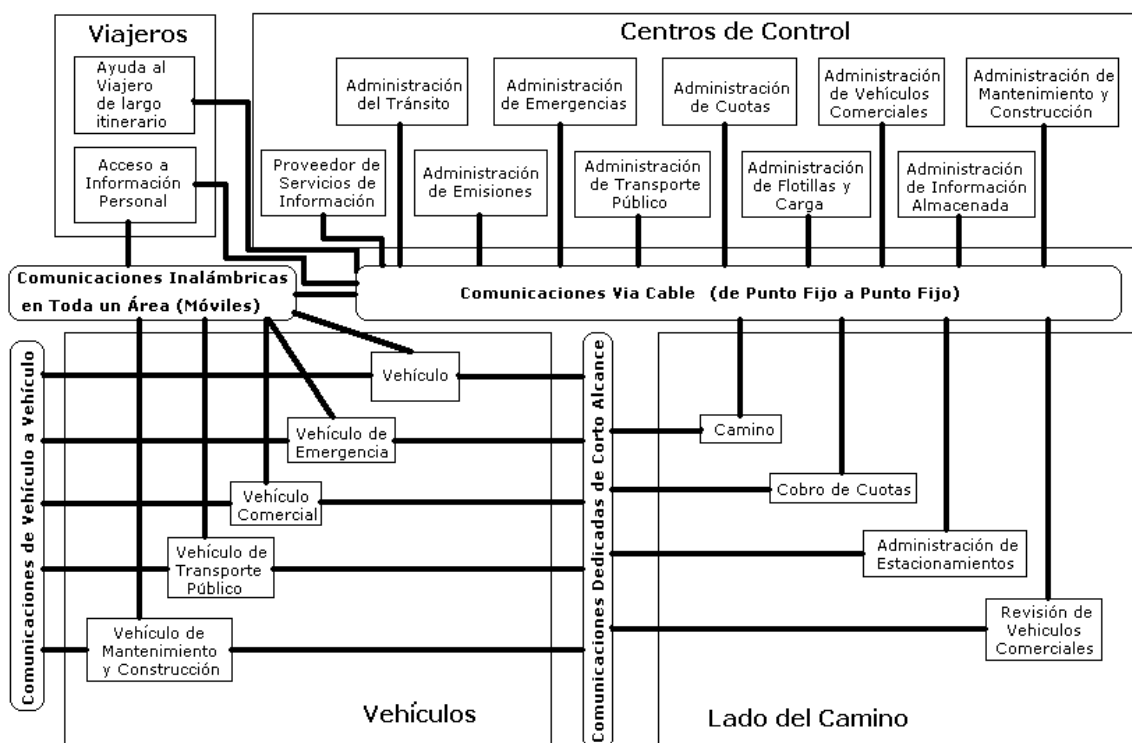 Viajeros
Ayuda al
Viajero
de largo
itinerario
Acceso a
Información
Personal
Centros de Control
Administración
del Tránsito
Administración
de Emergencias
Administración
de Cuotas
Administración
de Vehículos
Comerciales
Administración de
Mantenimiento y
Construcción
Proveedor de
Servicios de
Información
Administración
de Emisiones
Administración
de Transporte
Público
Administración
de Flotillas y
Carga
Administración
de Información
Almacenada
Comunicaciones Inalámbricas
en Toda un Área (Móviles)
Comunicaciones Via Cable (de Punto Fijo a Punto Fijo)
Comunicaciones de Vehículo a Vehículo
Vehículo
Vehículo de
Emergencia
Vehículo
Comercial
Vehículo de
Transporte
Público
Vehículo de
Mantenimiento
y Construcción
Vehículos
Comunicaciones Dedicadas de Corto Alcance
Camino
Cobro de Cuotas
Administración de
Estacionamientos
Revisión de
Vehiculos
Comerciales
Lado del Camino